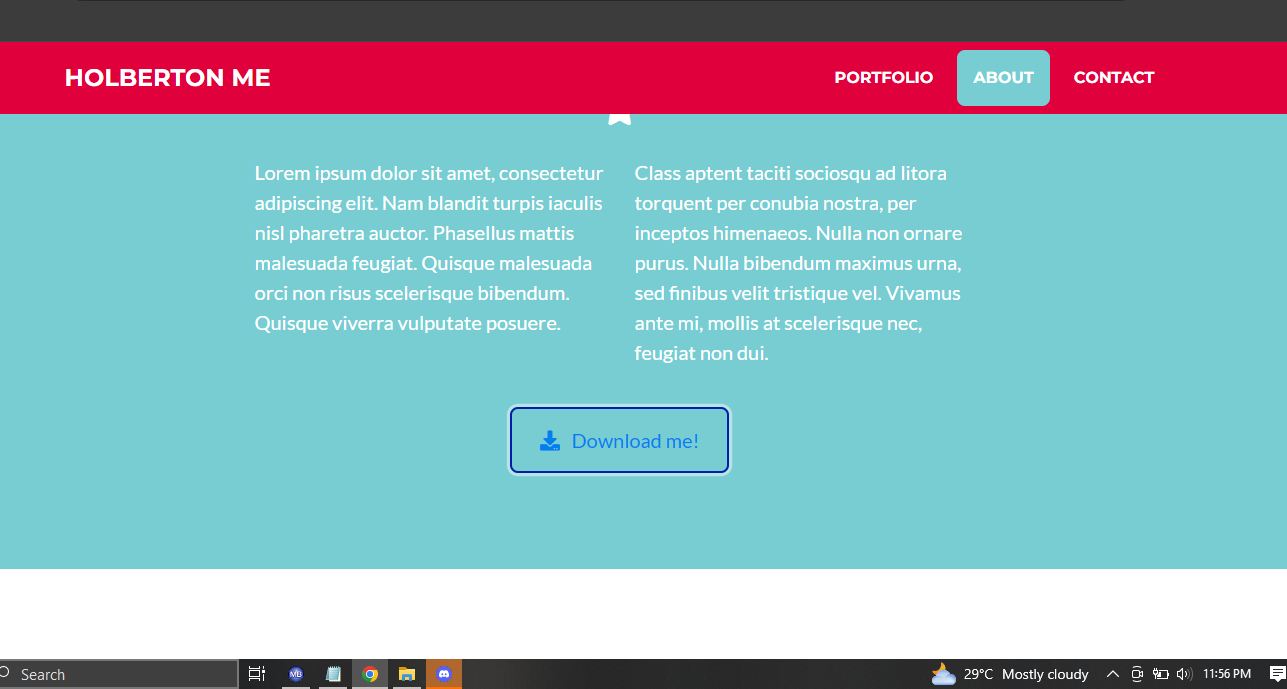 HOLBERTON ME
PORTFOLIO
ABOUT
CONTACT
Lorem ipsum dolor sit amet, consectetur
adipiscing elit. Nam blandit turpis iaculis
nisl pharetra auctor. Phasellus mattis
malesuada feugiat. Quisque malesuada
orci non risus scelerisque bibendum.
Quisque viverra vulputate posuere.
Class aptent taciti sociosqu ad litora
torquent per conubia nostra, per
inceptos himenaeos. Nulla non ornare
purus. Nulla bibendum maximus urna,
sed finibus velit tristique vel. Vivamus
ante mi, mollis at scelerisque nec,
feugiat non dui.
Download me!
Search
MB
29°C Mostly cloudy
11:56 PM